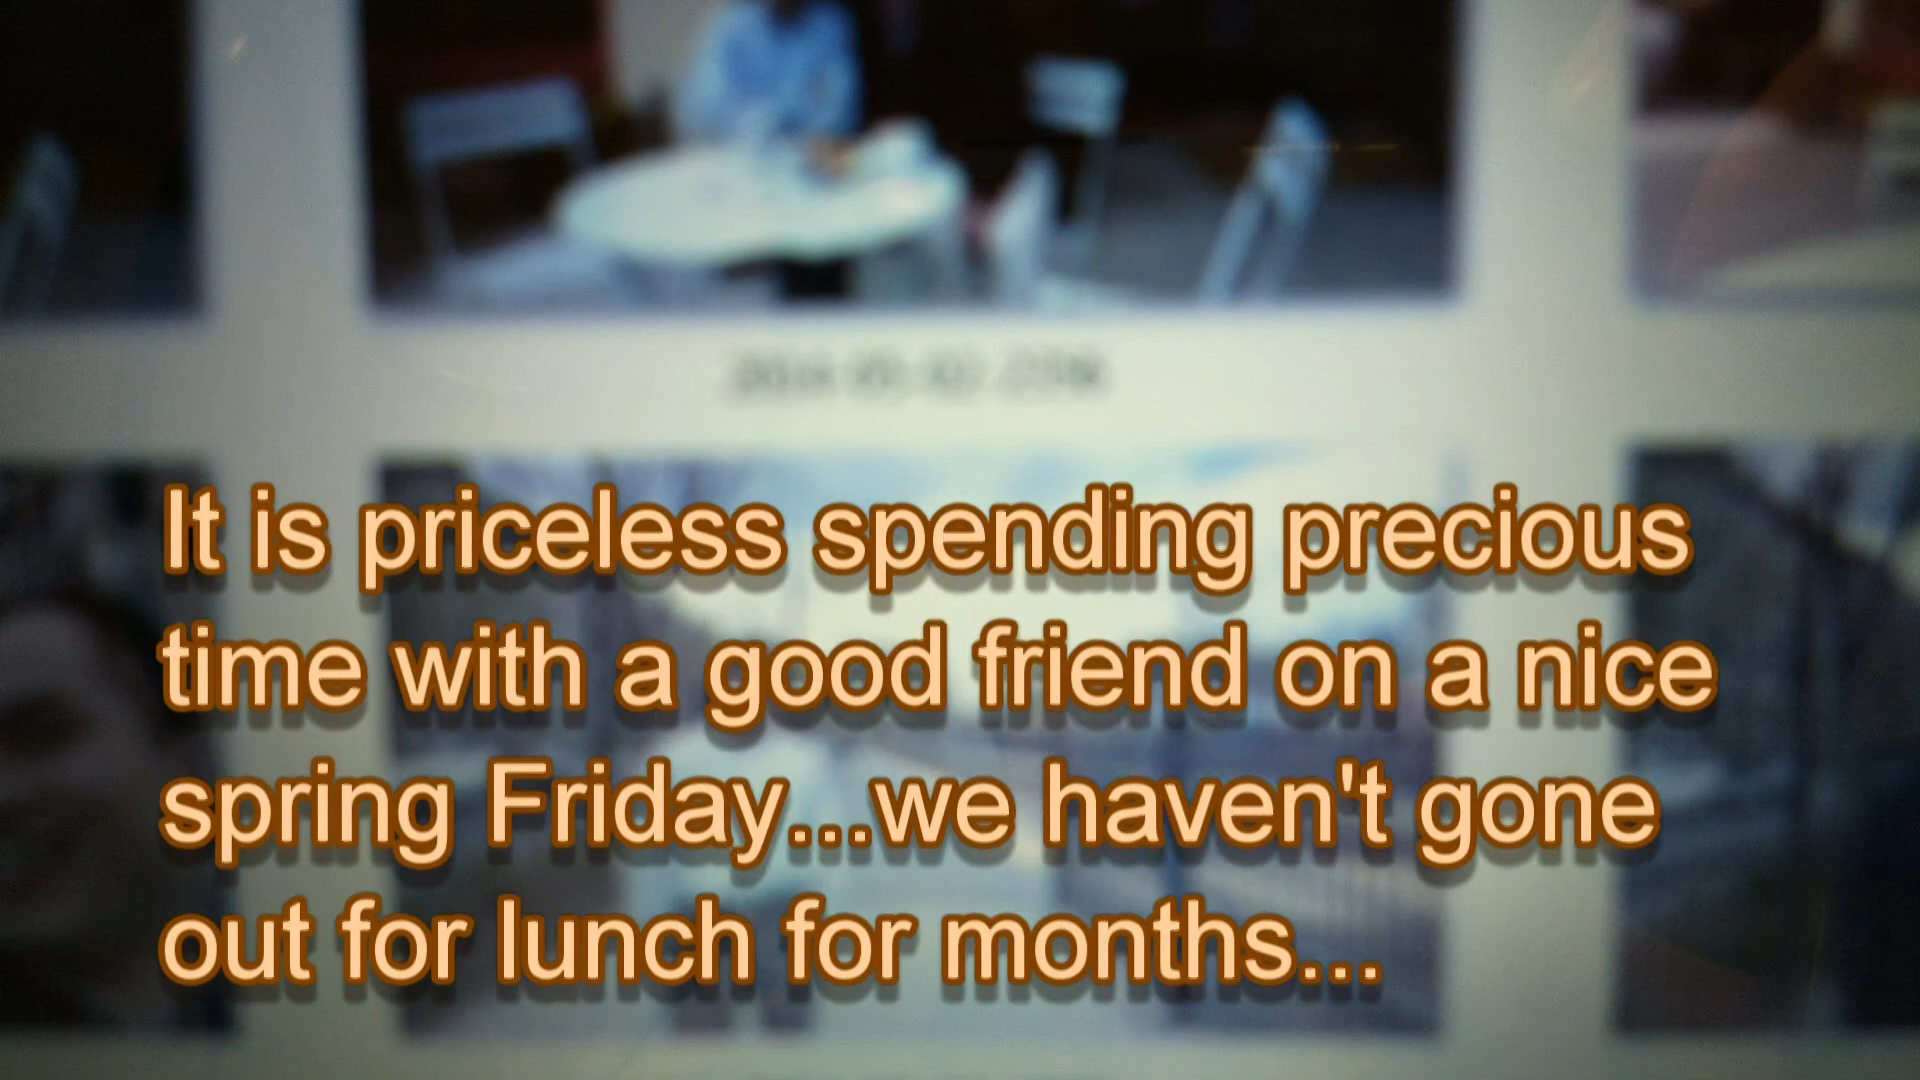 It is priceless spending precious
time with a good friend on a nice
spring Friday...we haven't gone
out for lunch for months...